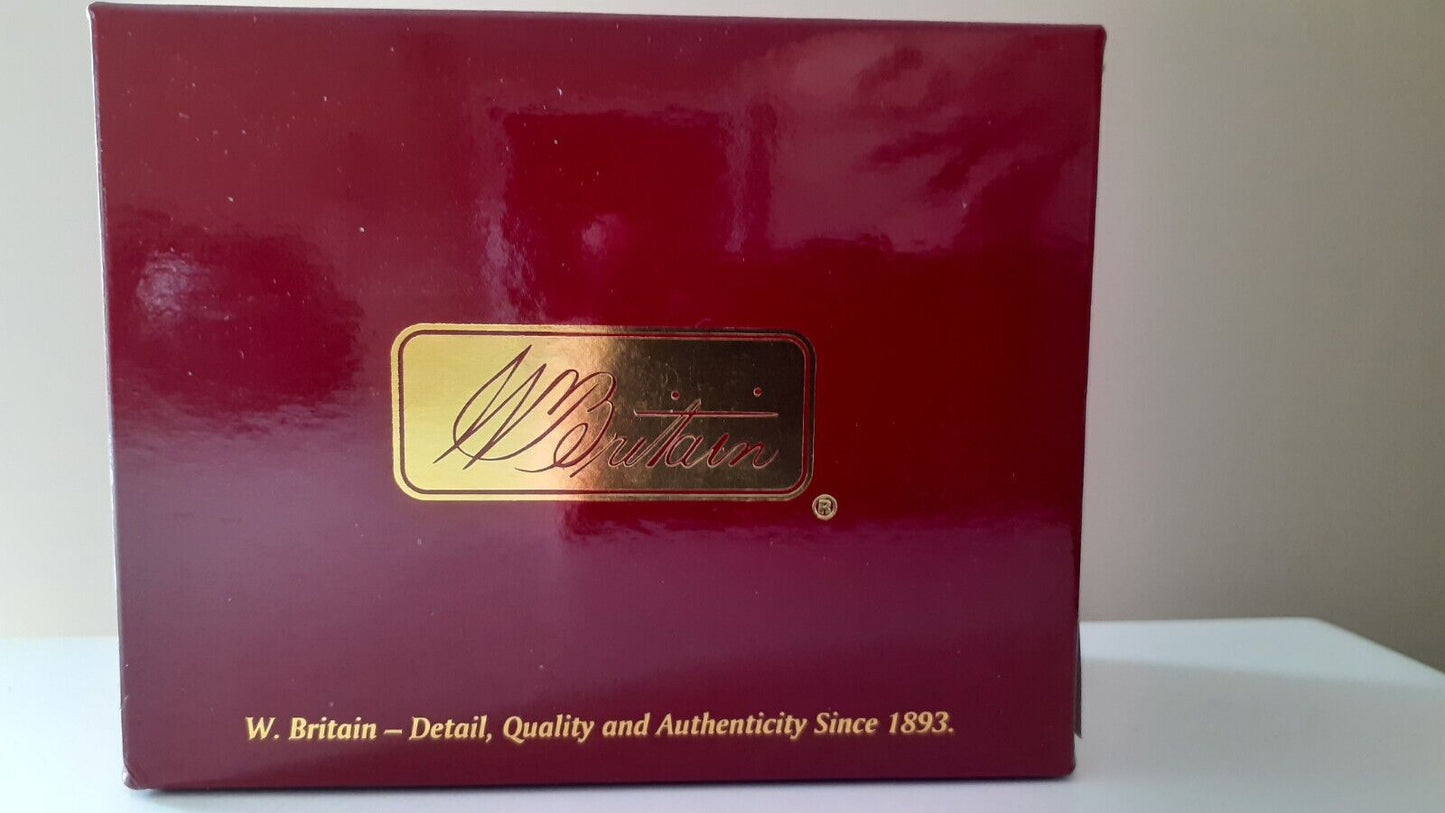 W Britain
®
W. Britain – Detail, Quality and Authenticity Since 1893.